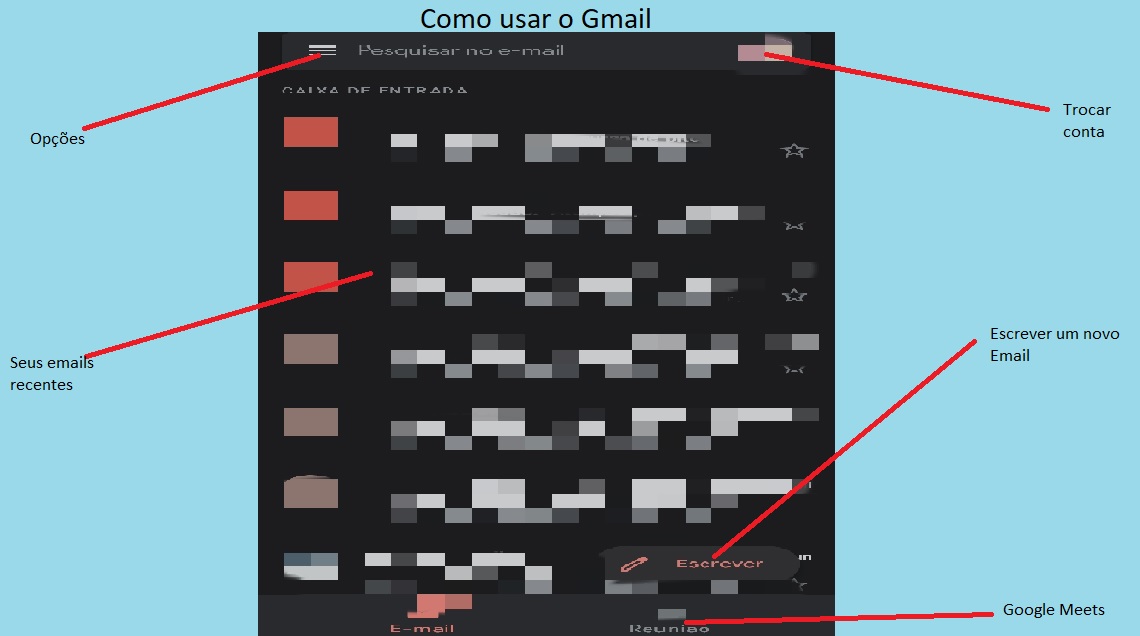 Como usar o Gmail
Pesquisar no e-mail
CAIXA DE ENTRADA
Opções
Trocar
conta
Seus emails
recentes
Escrever um novo
Email
Escrever
Google Meets
E-mail
Reunião